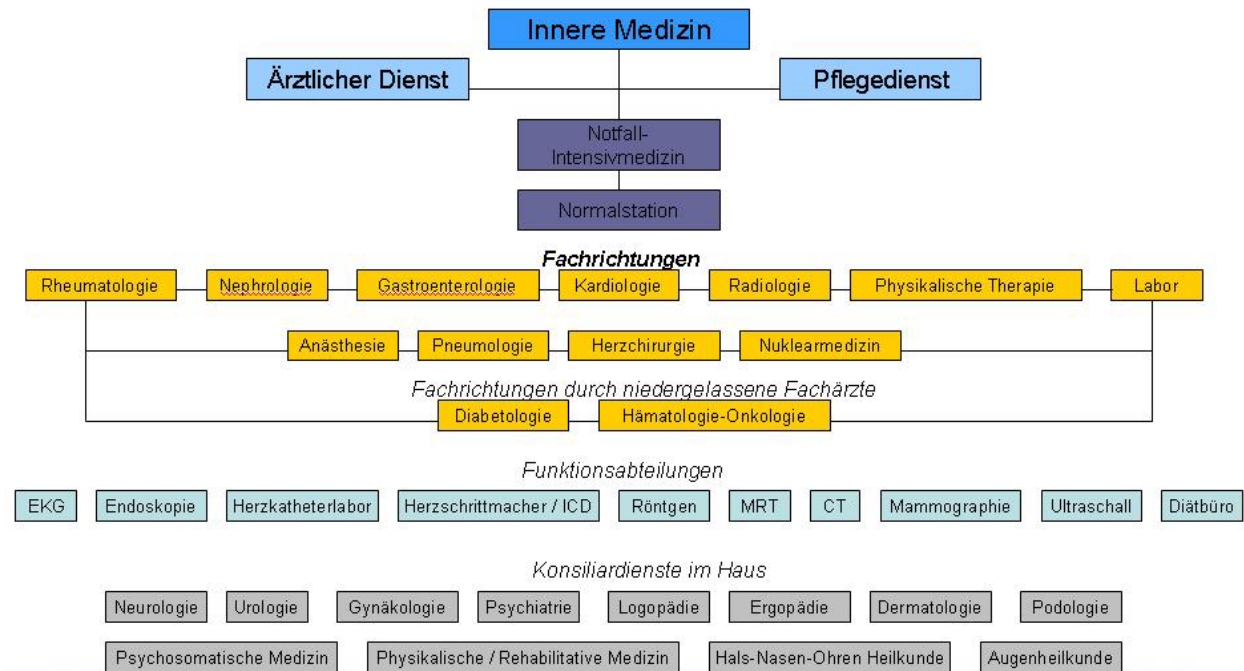 Innere Medizin
Ärztlicher Dienst Pflegedienst
Notfall-
Intensivmedizin
Normalstation
Fachrichtungen
Rheumatologie Nephrologie Gastroenterologie Kardiologie Radiologie Physikalische Therapie Labor
Anästhesie Pneumologie Herzchirurgie Nuklearmedizin
Fachrichtungen durch niedergelassene Fachärzte
Diabetologie Hämatologie-Onkologie
Funktionsabteilungen
EKG Endoskopie Herzkatheterlabor Herzschrittmacher / ICD Röntgen MRT CT Mammographie Ultraschall Diätbüro
Konsiliardienste im Haus
Neurologie Urologie Gynäkologie Psychiatrie Logopädie Ergopädie Dermatologie Podologie
Psychosomatische Medizin Physikalische / Rehabilitative Medizin Hals-Nasen-Ohren Heilkunde Augenheilkunde